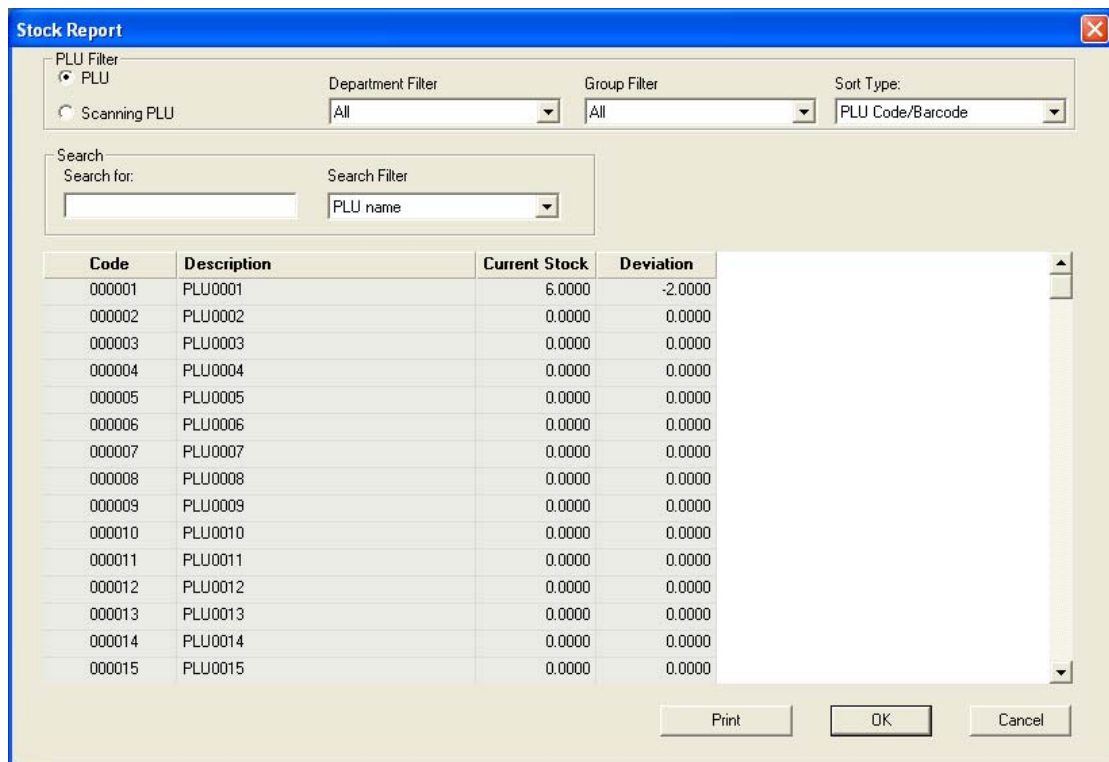 Stock Report
PLU Filter
PLU
Scanning PLU
Department Filter
All
Group Filter
All
Sort Type:
PLU Code/Barcode
Search
Search for:
Search Filter
PLU name
Code Description Current Stock Deviation
000001 PLU0001 6.0000 -2.0000
000002 PLU0002 0.0000 0.0000
000003 PLU0003 0.0000 0.0000
000004 PLU0004 0.0000 0.0000
000005 PLU0005 0.0000 0.0000
000006 PLU0006 0.0000 0.0000
000007 PLU0007 0.0000 0.0000
000008 PLU0008 0.0000 0.0000
000009 PLU0009 0.0000 0.0000
000010 PLU0010 0.0000 0.0000
000011 PLU0011 0.0000 0.0000
000012 PLU0012 0.0000 0.0000
000013 PLU0013 0.0000 0.0000
000014 PLU0014 0.0000 0.0000
000015 PLU0015 0.0000 0.0000
Print OK Cancel